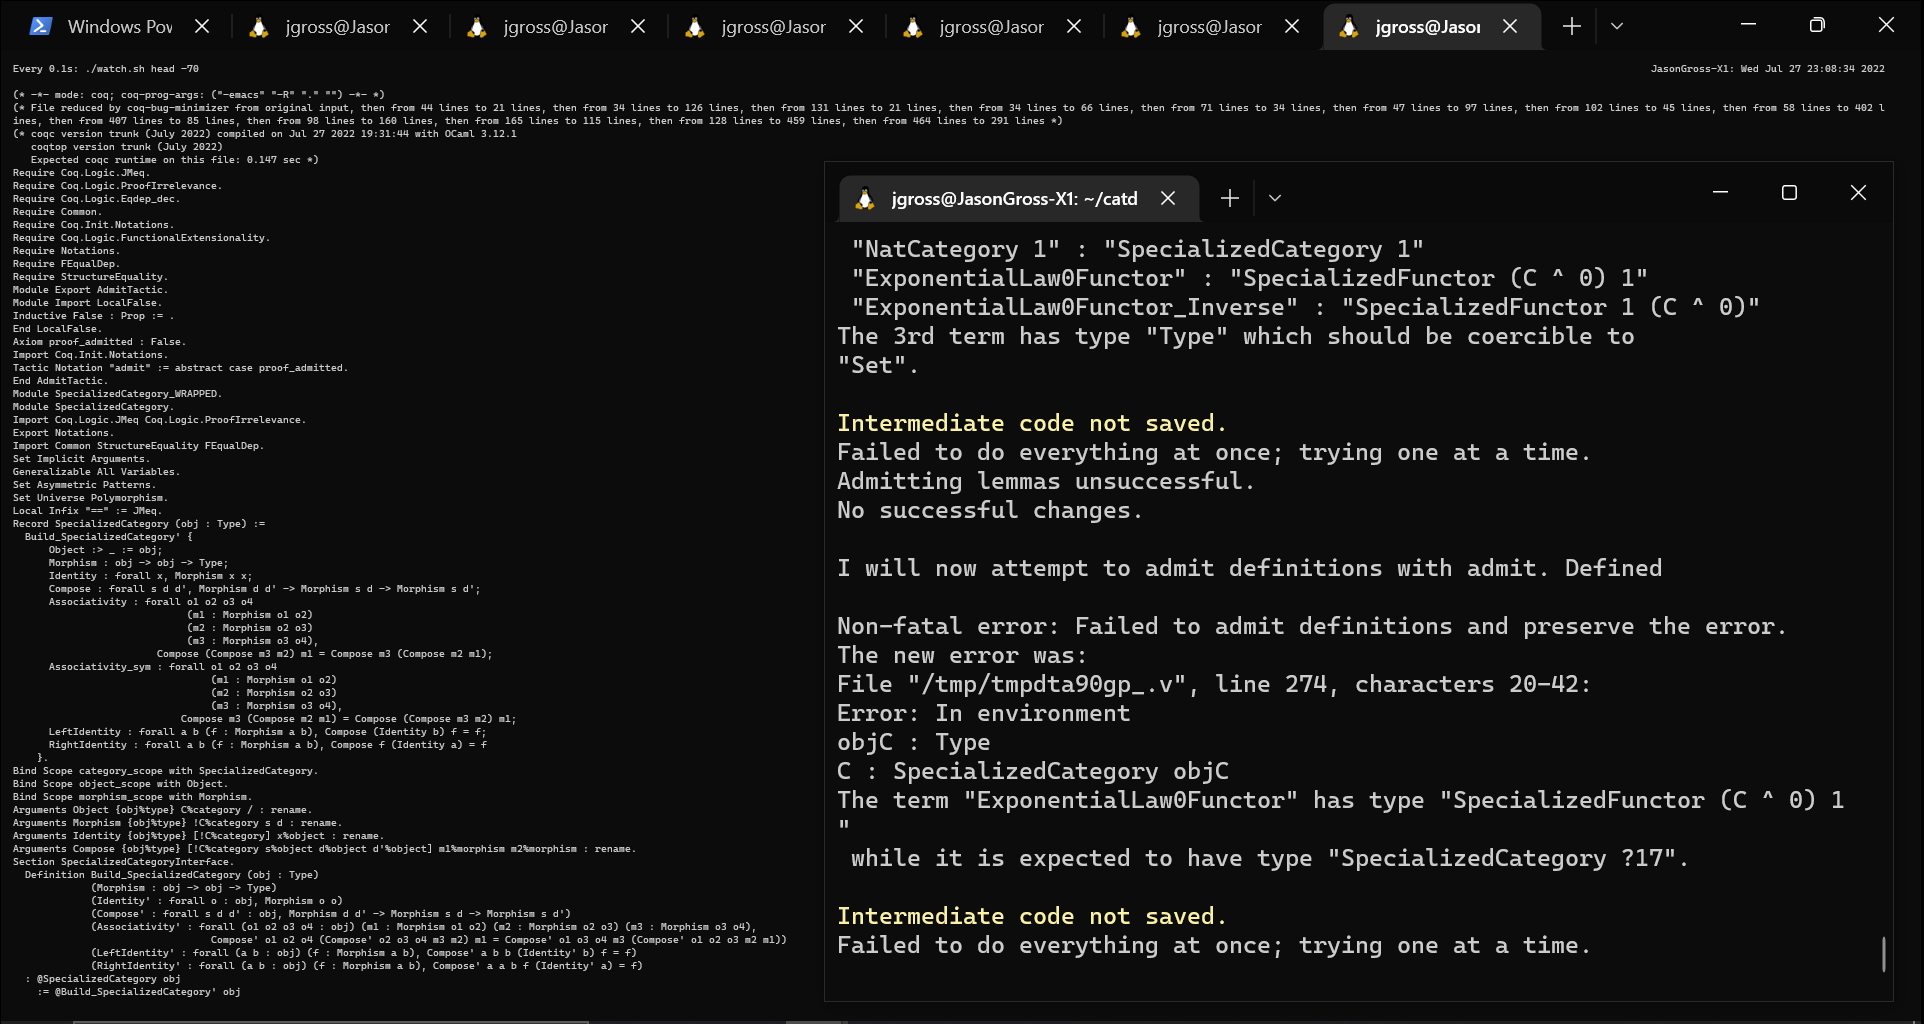 Windows Pov
jgross@Jasor
jgross@Jasor
jgross@Jasor
jgross@Jasor
jgross@Jasor
jgross@Jasor
Every 0.1s: ./watch.sh head -70
JasonGross-X1: Wed Jul 27 23:08:34 2022
(* -*- mode: coq; coq-prog-args: ("-emacs" "-R" "." "") -*- *)
(* File reduced by coq-bug-minimizer from original input, then from 44 lines to 21 lines, then from 34 lines to 126 lines, then from 131 lines to 21 lines, then from 34 lines to 66 lines, then from 71 lines to 34 lines, then from 47 lines to 97 lines, then from 102 lines to 45 lines, then from 58 lines to 402 l
ines, then from 407 lines to 85 lines, then from 98 lines to 160 lines, then from 165 lines to 115 lines, then from 128 lines to 459 lines, then from 464 lines to 291 lines *)
(* coqc version trunk (July 2022) compiled on Jul 27 2022 19:31:44 with OCaml 3.12.1
coqtop version trunk (July 2022)
Expected coqc runtime on this file: 0.147 sec *)
Require Coq.Logic.JMeq.
Require Coq.Logic.ProofIrrelevance.
Require Coq.Logic.Eqdep_dec.
Require Common.
Require Coq.Init.Notations.
Require Coq.Logic.FunctionalExtensionality.
Require Notations.
Require FEqualDep.
Require StructureEquality.
Module Export AdmitTactic.
Module Import LocalFalse.
Inductive False : Prop := .
End LocalFalse.
Axiom proof_admitted : False.
Import Coq.Init.Notations.
Tactic Notation "admit" := abstract case proof_admitted.
End AdmitTactic.
Module SpecializedCategory_WRAPPED.
Module SpecializedCategory.
Import Coq.Logic.JMeq Coq.Logic.ProofIrrelevance.
Export Notations.
Import Common StructureEquality FEqualDep.
Set Implicit Arguments.
Generalizable All Variables.
Set Asymmetric Patterns.
Set Universe Polymorphism.
Local Infix "==" := JMeq.
Record SpecializedCategory (obj : Type) :=
Build_SpecializedCategory' {
Object :> _ := obj;
Morphism : obj -> obj -> Type;
Identity : forall x, Morphism x x;
Compose : forall s d d', Morphism d d' -> Morphism s d -> Morphism s d';
Associativity : forall o1 o2 o3 o4
(m1 : Morphism o1 o2)
(m2 : Morphism o2 o3)
(m3 : Morphism o3 o4),
Compose (Compose m3 m2) m1 = Compose m3 (Compose m2 m1);
Associativity_sym : forall o1 o2 o3 o4
(m1 : Morphism o1 o2)
(m2 : Morphism o2 o3)
(m3 : Morphism o3 o4),
Compose m3 (Compose m2 m1) = Compose (Compose m3 m2) m1;
LeftIdentity : forall a b (f : Morphism a b), Compose (Identity b) f = f;
RightIdentity : forall a b (f : Morphism a b), Compose f (Identity a) = f
}.
Bind Scope category_scope with SpecializedCategory.
Bind Scope object_scope with Object.
Bind Scope morphism_scope with Morphism.
Arguments Object {obj%type} C%category / : rename.
Arguments Morphism {obj%type} !C%category s d : rename.
Arguments Identity {obj%type} [!C%category] x%object : rename.
Arguments Compose {obj%type} [!C%category s%object d%object d'%object] m1%morphism m2%morphism : rename.
Section SpecializedCategoryInterface.
Definition Build_SpecializedCategory (obj : Type)
(Morphism : obj -> obj -> Type)
(Identity' : forall o : obj, Morphism o o)
(Compose' : forall s d d' : obj, Morphism d d' -> Morphism s d -> Morphism s d')
(Associativity' : forall (o1 o2 o3 o4 : obj) (m1 : Morphism o1 o2) (m2 : Morphism o2 o3) (m3 : Morphism o3 o4),
Compose' o1 o2 o4 (Compose' o2 o3 o4 m3 m2) m1 = Compose' o1 o3 o4 m3 (Compose' o1 o2 o3 m2 m1))
(LeftIdentity' : forall (a b : obj) (f : Morphism a b), Compose' a b b (Identity' b) f = f)
(RightIdentity' : forall (a b : obj) (f : Morphism a b), Compose' a a b f (Identity' a) = f)
: @SpecializedCategory obj
:= @Build_SpecializedCategory' obj
jgross@JasonGross-X1: ~/catd
"NatCategory 1" : "SpecializedCategory 1"
"ExponentialLaw0Functor" : "SpecializedFunctor (C ^ 0) 1"
"ExponentialLaw0Functor_Inverse" : "SpecializedFunctor 1 (C ^ 0)"
The 3rd term has type "Type" which should be coercible to
"Set".
Intermediate code not saved.
Failed to do everything at once; trying one at a time.
Admitting lemmas unsuccessful.
No successful changes.
I will now attempt to admit definitions with admit. Defined
Non-fatal error: Failed to admit definitions and preserve the error.
The new error was:
File "/tmp/tmpdta90gp_.v", line 274, characters 20-42:
Error: In environment
objC : Type
C : SpecializedCategory objC
The term "ExponentialLaw0Functor" has type "SpecializedFunctor (C ^ 0) 1
"
while it is expected to have type "SpecializedCategory ?17".
Intermediate code not saved.
Failed to do everything at once; trying one at a time.